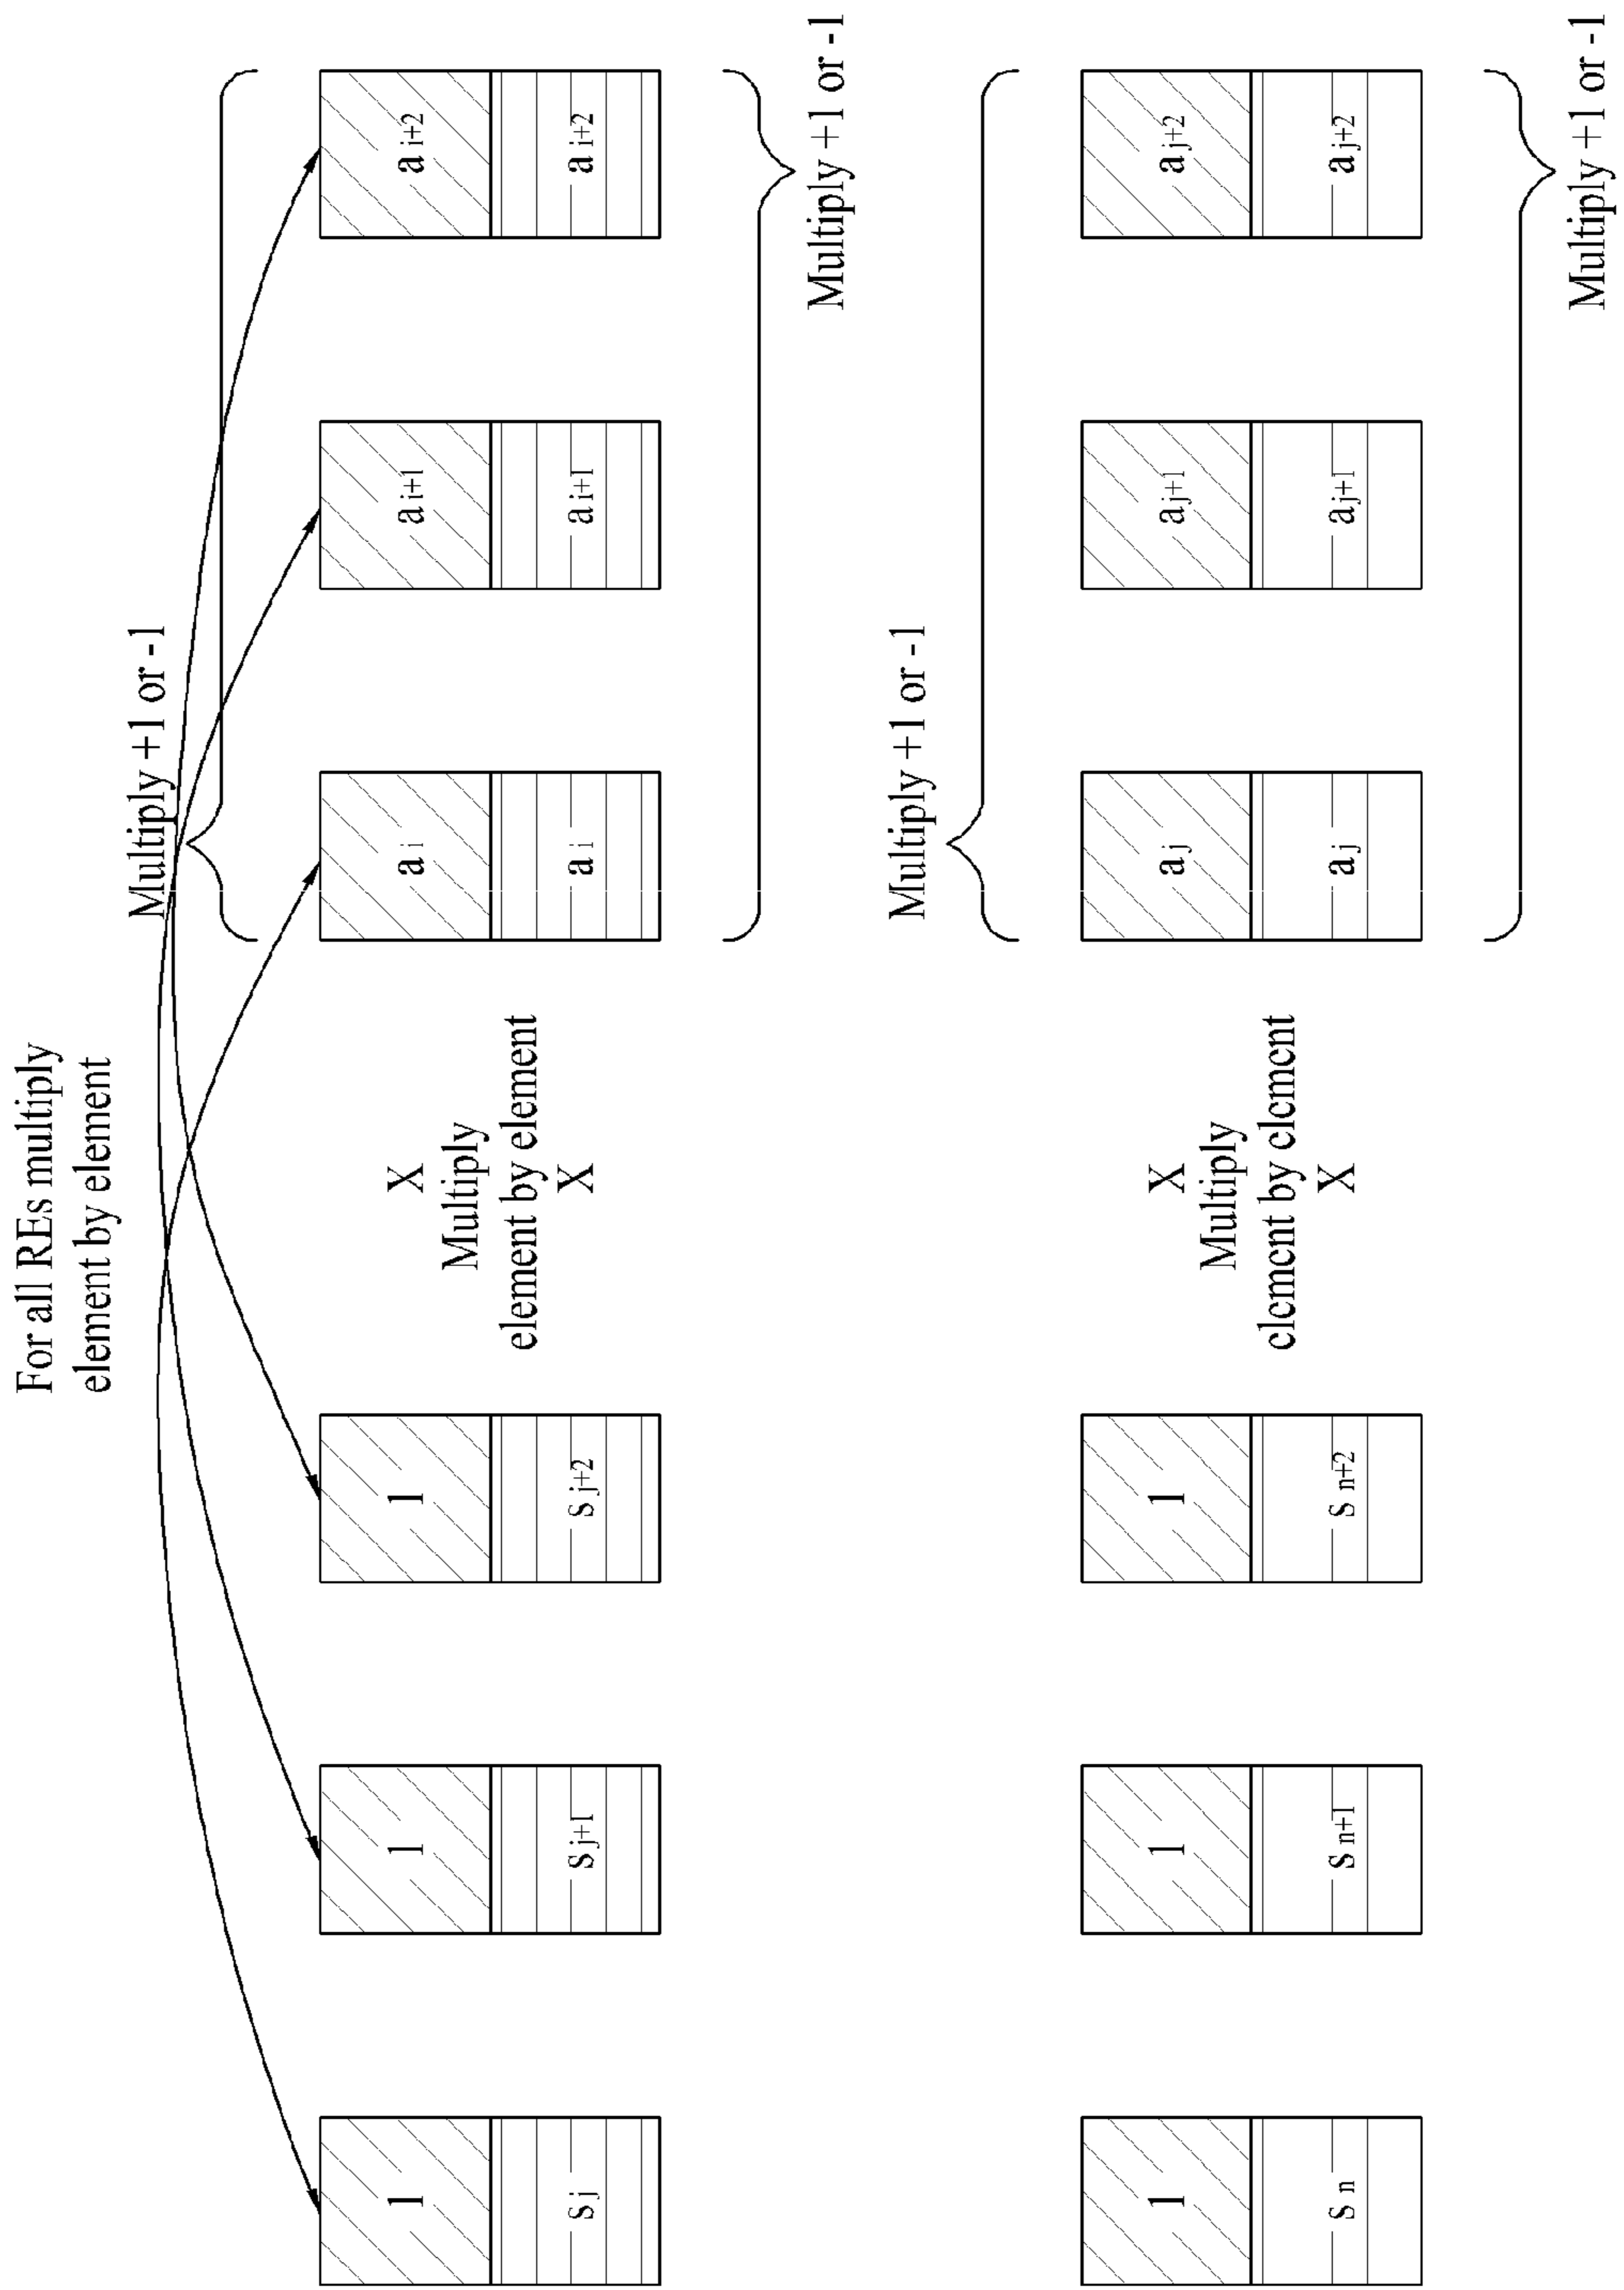 For all REs multiply
element by element
Multiply +1 or -1
1 1 1 X a i a i+1 a i+2
Multiply
element by element
s j s j+1 s j+2 X a i a i+1 a i+2
Multiply +1 or -1
Multiply +1 or -1
1 1 1 X a j a j+1 a j+2
Multiply
element by element
s n s n+1 s n+2 X a j a j+1 a j+2
Multiply +1 or -1